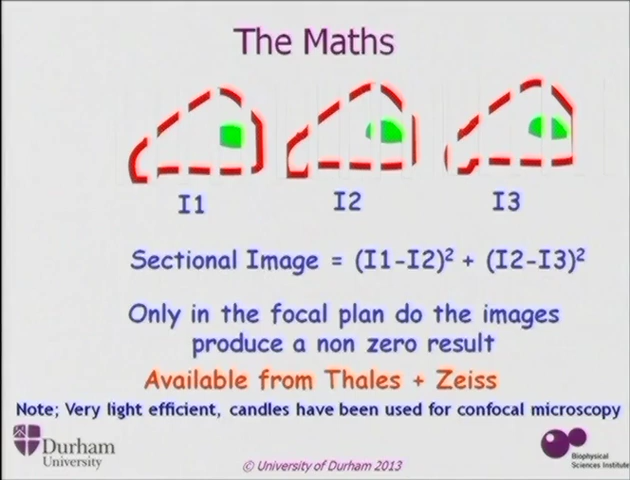 The Maths
I1 I2 I3
Sectional Image = (I1-I2)² + (I2-I3)²
Only in the focal plan do the images
produce a non zero result
Available from Thales + Zeiss
Note; Very light efficient, candles have been used for confocal microscopy
Durham
University
© University of Durham 2013
Biophysical
Sciences Institute